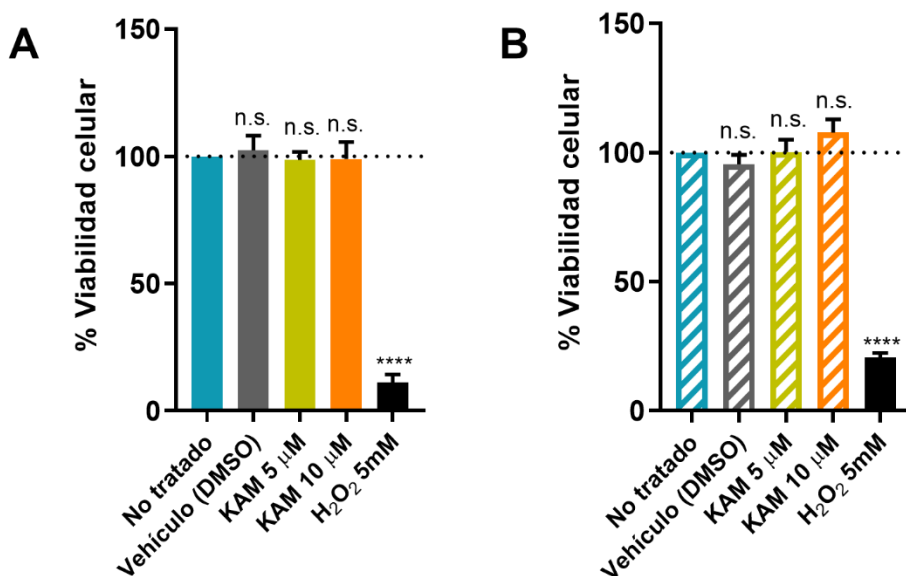 A
% Viabilidad celular
150
100
50
0
n.s.
n.s.
n.s.
****
No tratado
Vehículo (DMSO)
KAM 5 µM
KAM 10 µM
H₂O₂ 5mM
B
% Viabilidad celular
150
100
50
0
n.s.
n.s.
n.s.
****
No tratado
Vehículo (DMSO)
KAM 5 µM
KAM 10 µM
H₂O₂ 5mM